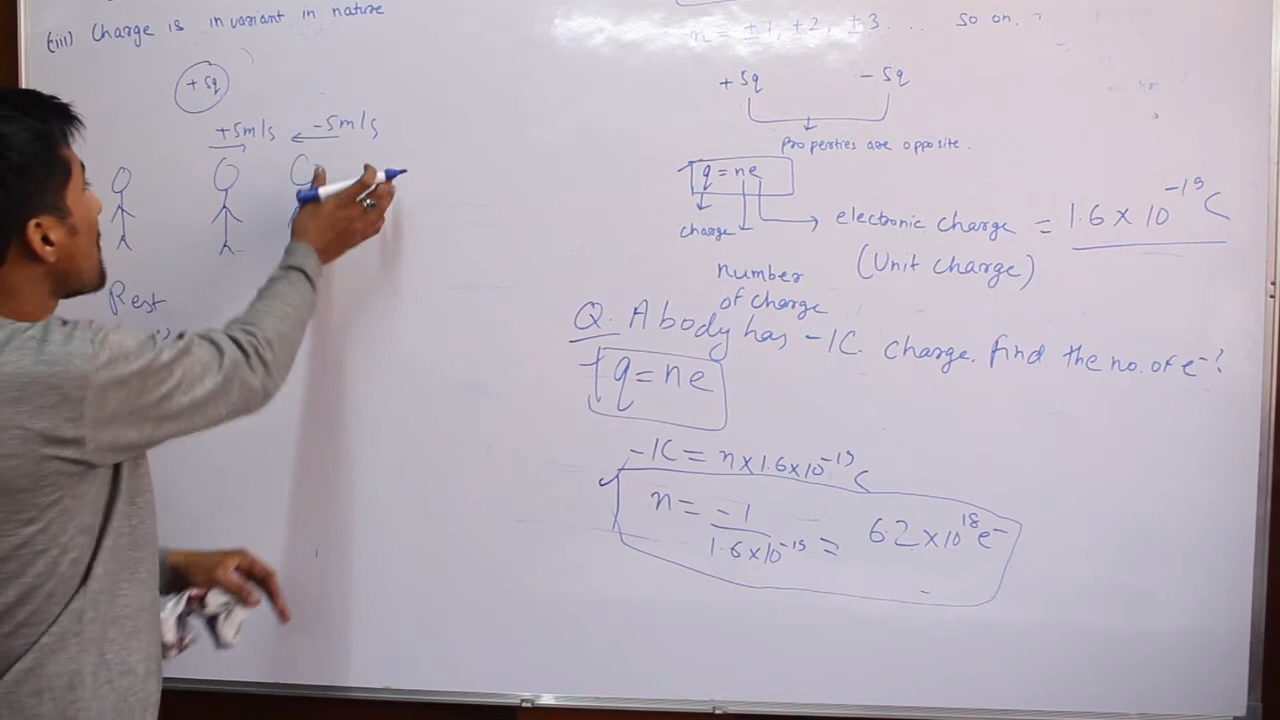 (iii) Charge is invariant in nature
+5q
+5m/s
-5m/s
Rest
n = ±1, ±2, ±3 ... so on.
+5q
-5q
Properties are opposite.
q = ne
charge
number
of charge
electronic charge = 1.6 × 10⁻¹⁹ C
(Unit charge)
Q. A body has -1C. charge. find the no. of e⁻?
q = ne
-1C = n×1.6×10⁻¹⁹ C
n = -1/1.6×10⁻¹⁹ = 6.2×10¹⁸ e⁻